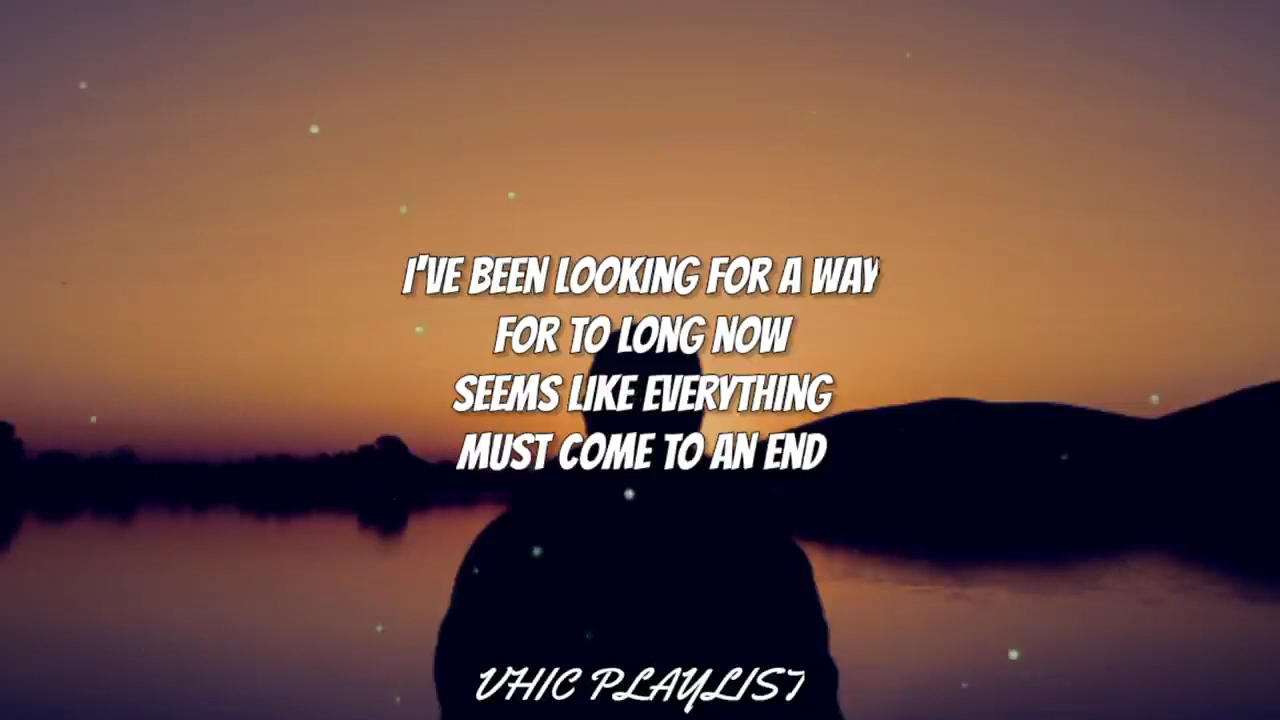 I'VE BEEN LOOKING FOR A WAY
FOR TO LONG NOW
SEEMS LIKE EVERYTHING
MUST COME TO AN END
VHIC PLAYLIST